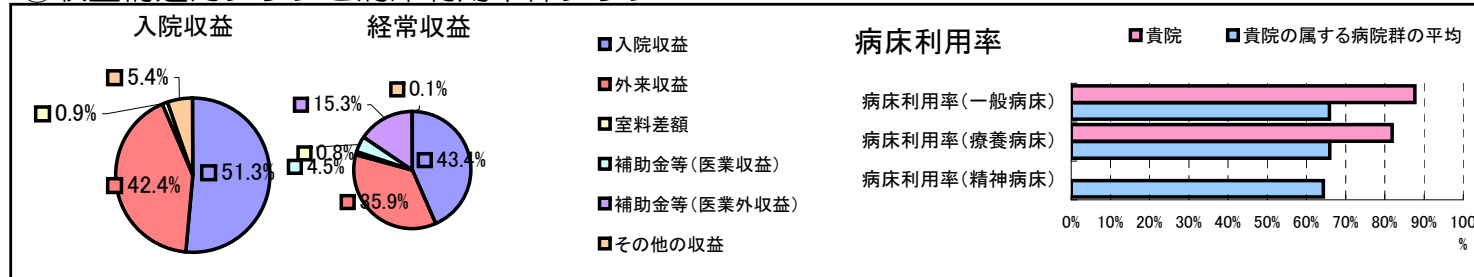 入院収益
経常収益
5.4%
0.9%
51.3%
42.4%
0.1%
15.3%
0.8%
4.5%
43.4%
35.9%
入院収益
外来収益
室料差額
補助金等(医業収益)
補助金等(医業外収益)
その他の収益
病床利用率
貴院
貴院の属する病院群の平均
病床利用率(一般病床)
病床利用率(療養病床)
病床利用率(精神病床)
0% 10% 20% 30% 40% 50% 60% 70% 80% 90% 100
%